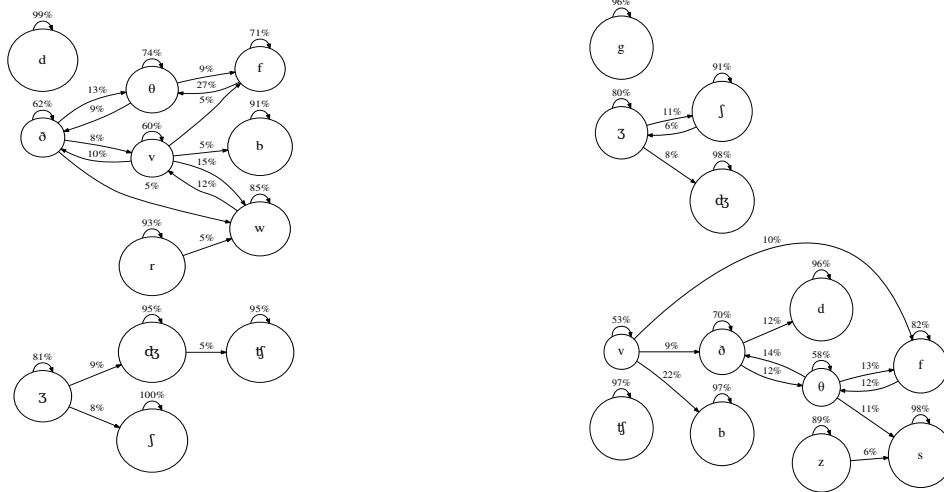 99%
d
74%
71%
θ
9%
f
27%
13%
5%
62%
9%
60%
91%
ð
8%
v
5%
b
10%
15%
12%
85%
5%
w
93%
5%
r
95%
95%
ʤ
5%
ʧ
81%
9%
ʒ
8%
100%
ʃ
96%
g
91%
80%
11%
ʃ
ʒ
6%
8%
98%
ʤ
10%
96%
d
53%
70%
12%
82%
v
9%
ð
14%
58%
13%
f
22%
12%
θ
12%
97%
97%
11%
98%
ʧ
b
89%
z
6%
s